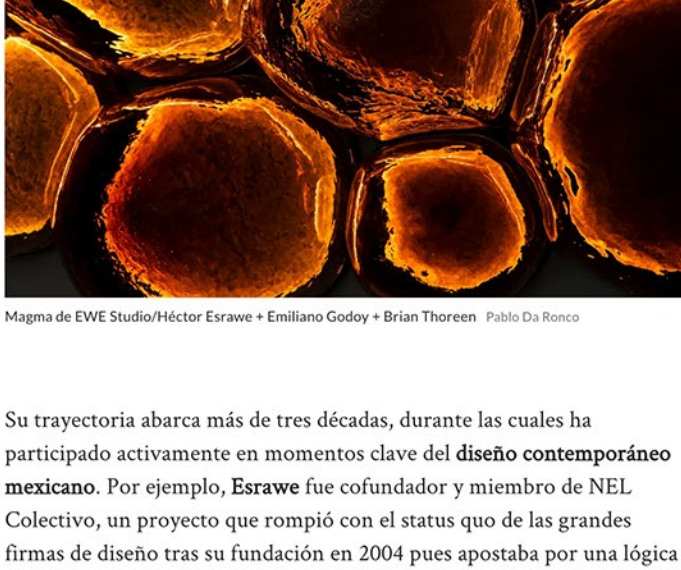 Magma de EWE Studio/Héctor Esrawe + Emiliano Godoy + Brian Thoreen Pablo Da Ronco
Su trayectoria abarca más de tres décadas, durante las cuales ha
participado activamente en momentos clave del diseño contemporáneo
mexicano. Por ejemplo, Esrawe fue cofundador y miembro de NEL
Colectivo, un proyecto que rompió con el status quo de las grandes
firmas de diseño tras su fundación en 2004 pues apostaba por una lógica